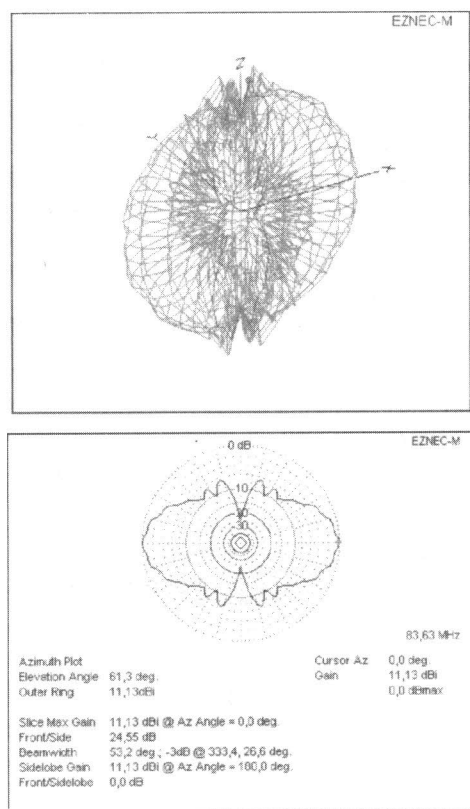 EZNEC-M
Z
Y
X
0 dB
EZNEC-M
-10
30
83,63 MHz
Azimuth Plot
Elevation Angle 61,3 deg.
Outer Ring 11,13dBi
Cursor Az 0,0 deg.
Gain 11,13 dBi
0,0 dBmax
Slice Max Gain 11,13 dBi @ Az Angle = 0,0 deg.
Front/Side 24,55 dB
Beamwidth 53,2 deg.; -3dB @ 333,4, 26,6 deg.
Sidelobe Gain 11,13 dBi @ Az Angle = 180,0 deg.
Front/Sidelobe 0,0 dB